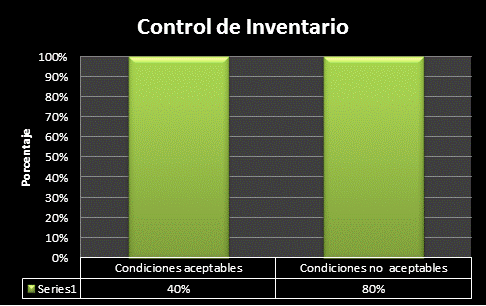 Control de Inventario
Porcentaje
100%
90%
80%
70%
60%
50%
40%
30%
20%
10%
0%
Condiciones aceptables Condiciones no aceptables
Series1 40% 80%